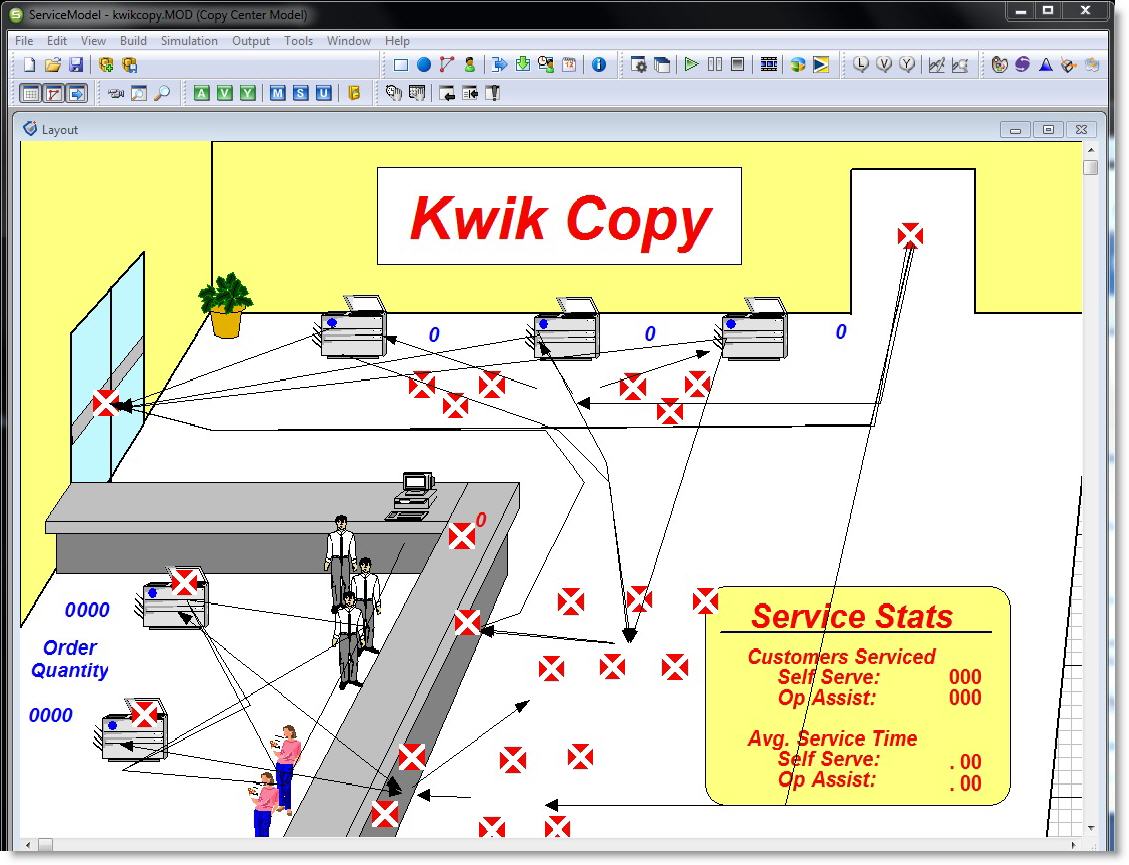 ServiceModel - kwikcopy.MOD (Copy Center Model)
File Edit View Build Simulation Output Tools Window Help
L V Y
A V Y M S U
Layout
Kwik Copy
0 0 0
0
0000
Order
Quantity
0000
Service Stats
Customers Serviced
Self Serve: 000
Op Assist: 000
Avg. Service Time
Self Serve: . 00
Op Assist: . 00